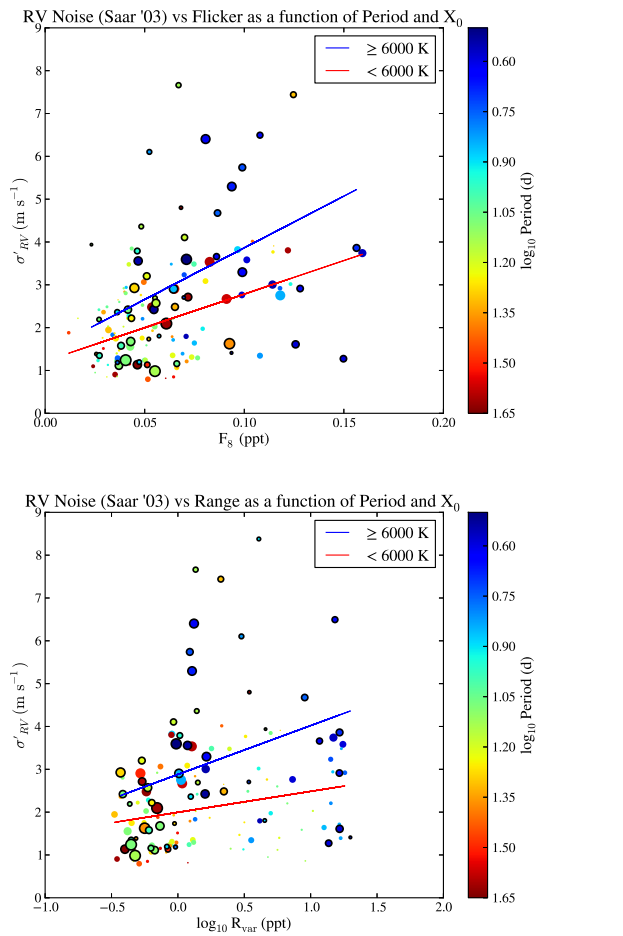 RV Noise (Saar '03) vs Flicker as a function of Period and X₀
≥ 6000 K
< 6000 K
9
8
7
6
5
4
3
2
1
0
σ'_RV (m s⁻¹)
0.00 0.05 0.10 0.15 0.20
F₈ (ppt)
0.60
0.75
0.90
1.05
1.20
1.35
1.50
1.65
log₁₀ Period (d)
RV Noise (Saar '03) vs Range as a function of Period and X₀
≥ 6000 K
< 6000 K
9
8
7
6
5
4
3
2
1
0
σ'_RV (m s⁻¹)
−1.0 −0.5 0.0 0.5 1.0 1.5 2.0
log₁₀ R_var (ppt)
0.60
0.75
0.90
1.05
1.20
1.35
1.50
1.65
log₁₀ Period (d)